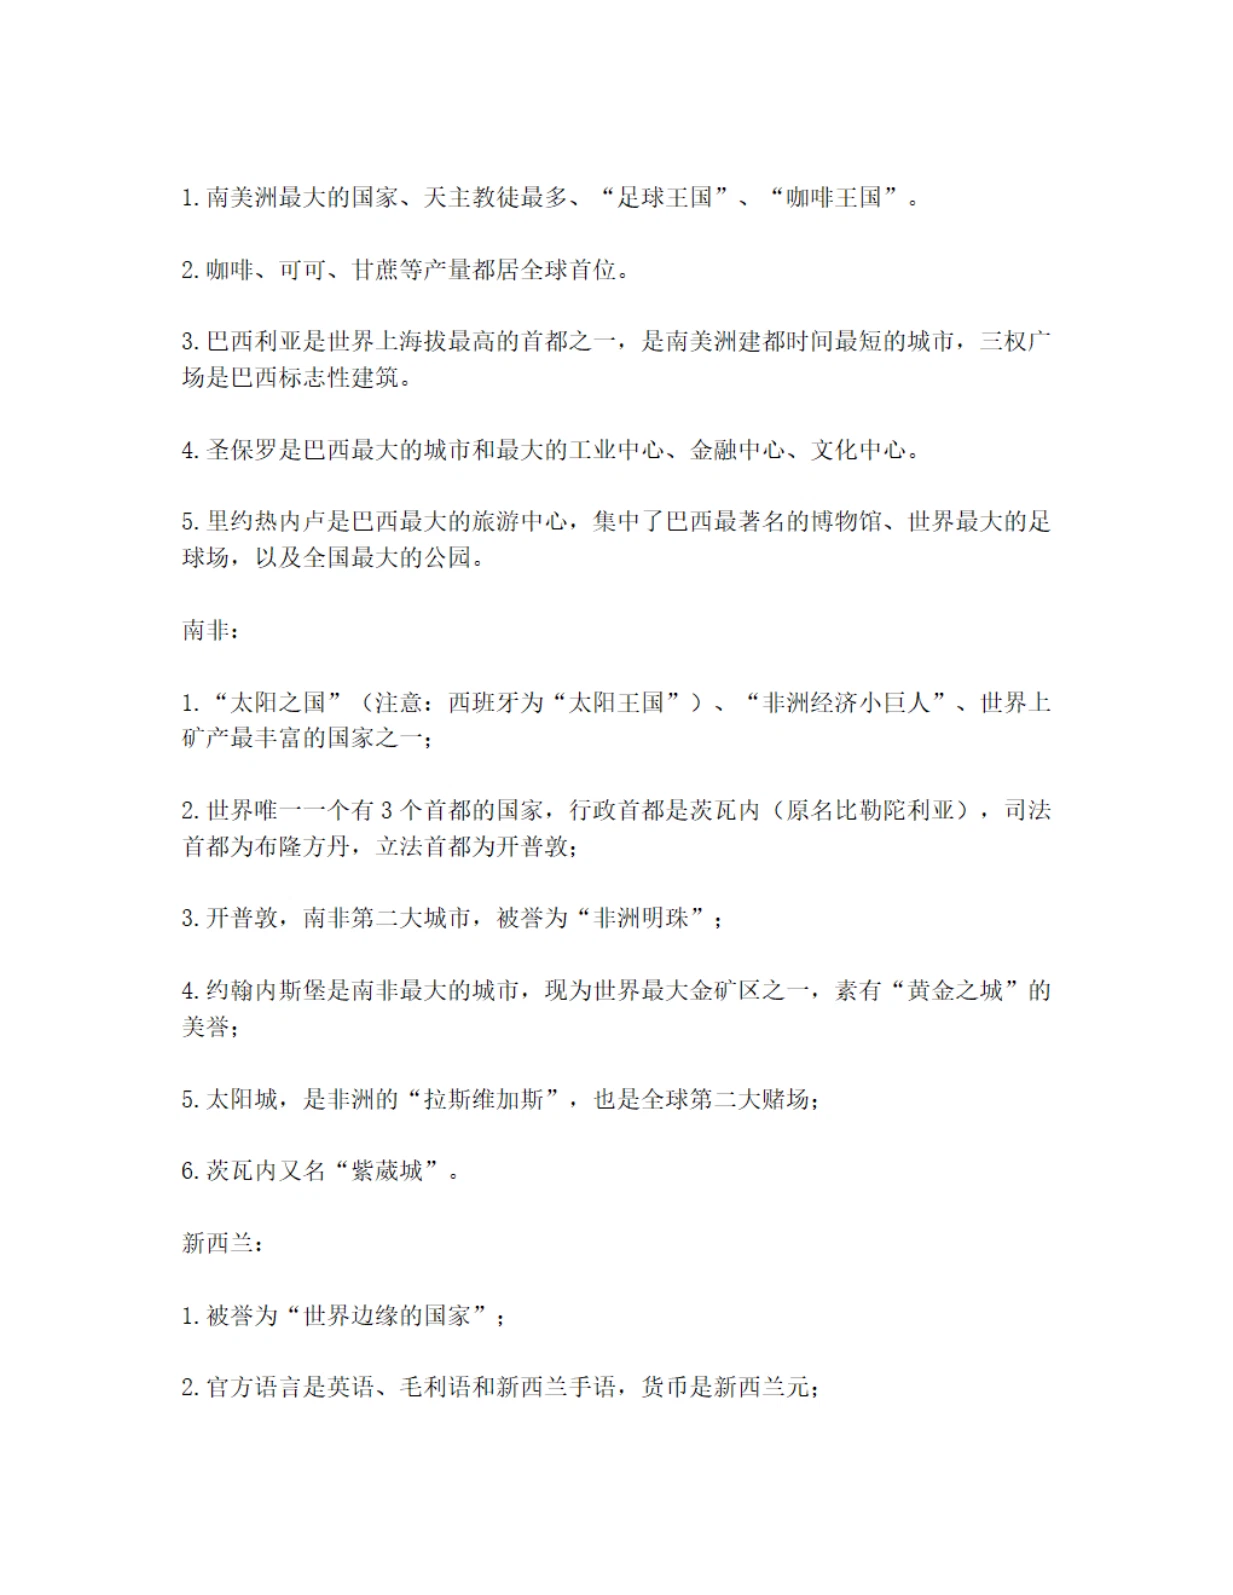 1.南美洲最大的国家、天主教徒最多、“足球王国”、“咖啡王国”。
2.咖啡、可可、甘蔗等产量都居全球首位。
3.巴西利亚是世界上海拔最高的首都之一，是南美洲建都时间最短的城市，三权广
场是巴西标志性建筑。
4.圣保罗是巴西最大的城市和最大的工业中心、金融中心、文化中心。
5.里约热内卢是巴西最大的旅游中心，集中了巴西最著名的博物馆、世界最大的足
球场，以及全国最大的公园。
南非：
1.“太阳之国”（注意：西班牙为“太阳王国”）、“非洲经济小巨人”、世界上
矿产最丰富的国家之一；
2.世界唯一一个有 3 个首都的国家，行政首都是茨瓦内（原名比勒陀利亚），司法
首都为布隆方丹，立法首都为开普敦；
3.开普敦，南非第二大城市，被誉为“非洲明珠”；
4.约翰内斯堡是南非最大的城市，现为世界最大金矿区之一，素有“黄金之城”的
美誉；
5.太阳城，是非洲的“拉斯维加斯”，也是全球第二大赌场；
6.茨瓦内又名“紫葳城”。
新西兰：
1.被誉为“世界边缘的国家”；
2.官方语言是英语、毛利语和新西兰手语，货币是新西兰元；